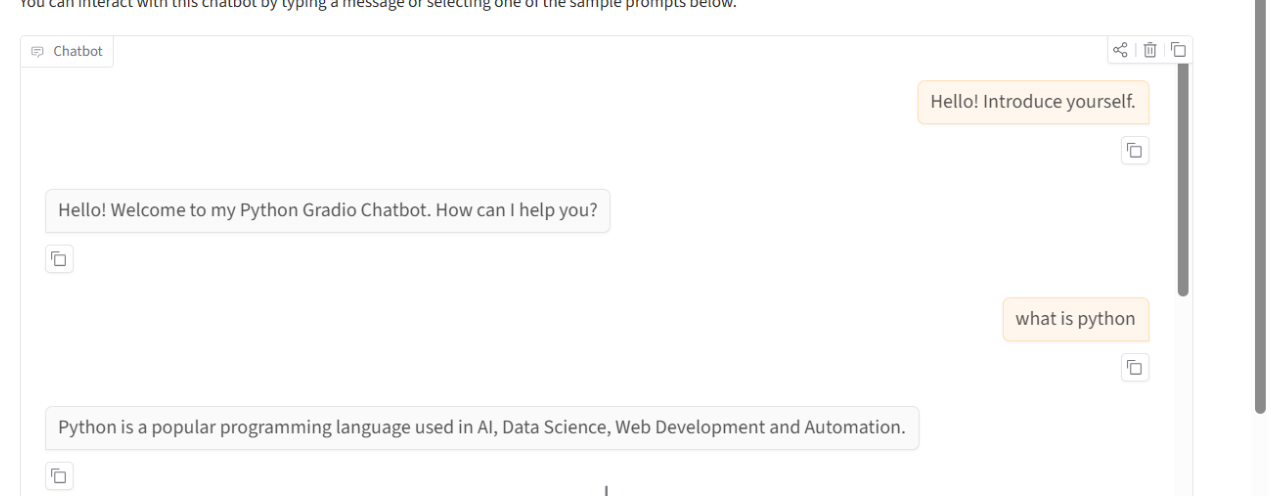 You can interact with this chatbot by typing a message or selecting one of the sample prompts below.
Chatbot
Hello! Introduce yourself.
Hello! Welcome to my Python Gradio Chatbot. How can I help you?
what is python
Python is a popular programming language used in AI, Data Science, Web Development and Automation.